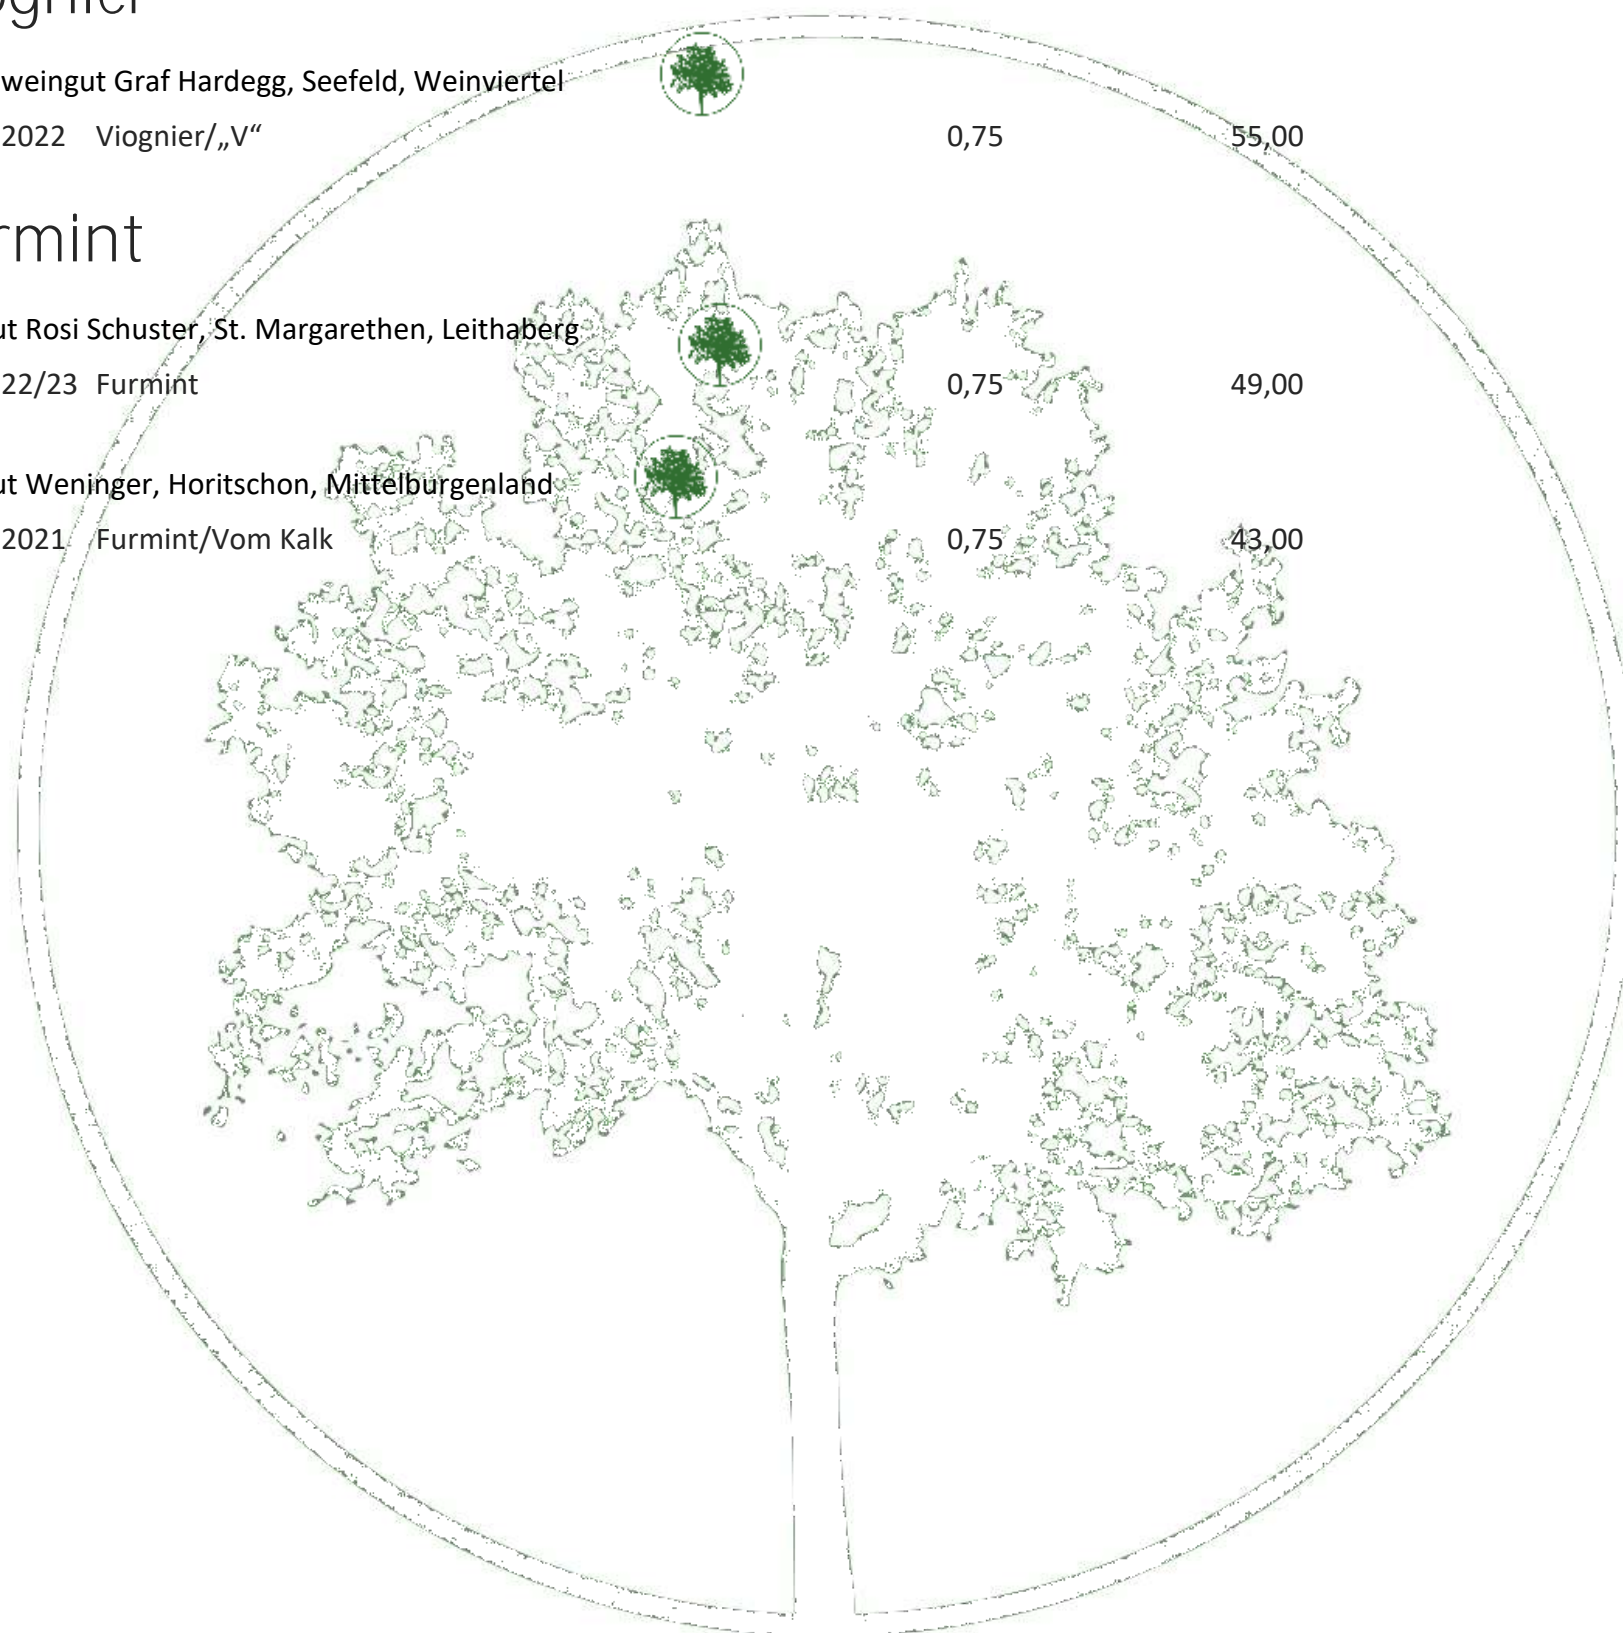 ognier
weingut Graf Hardegg, Seefeld, Weinviertel
2022 Viognier/„V“ 0,75 55,00
rmint
ut Rosi Schuster, St. Margarethen, Leithaberg
22/23 Furmint 0,75 49,00
ut Weninger, Horitschon, Mittelburgenland
2021 Furmint/Vom Kalk 0,75 43,00